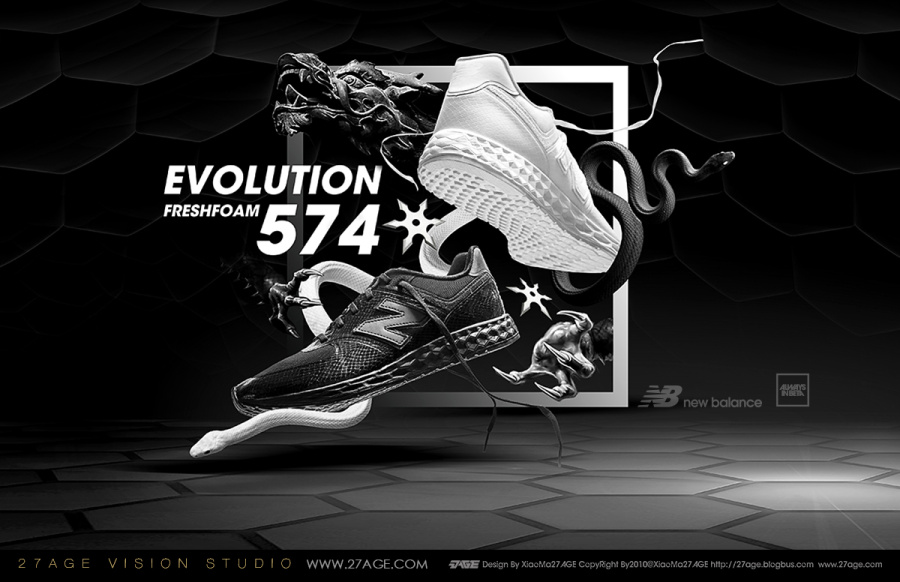 EVOLUTION
FRESHFOAM 574
N
NB new balance
ALWAYS
IN BETA
27AGE VISION STUDIO WWW.27AGE.COM 27AGE Design By XiaoMa27AGE CopyRight By2010@XiaoMa27AGE http://27age.blogbus.com www.27age.com